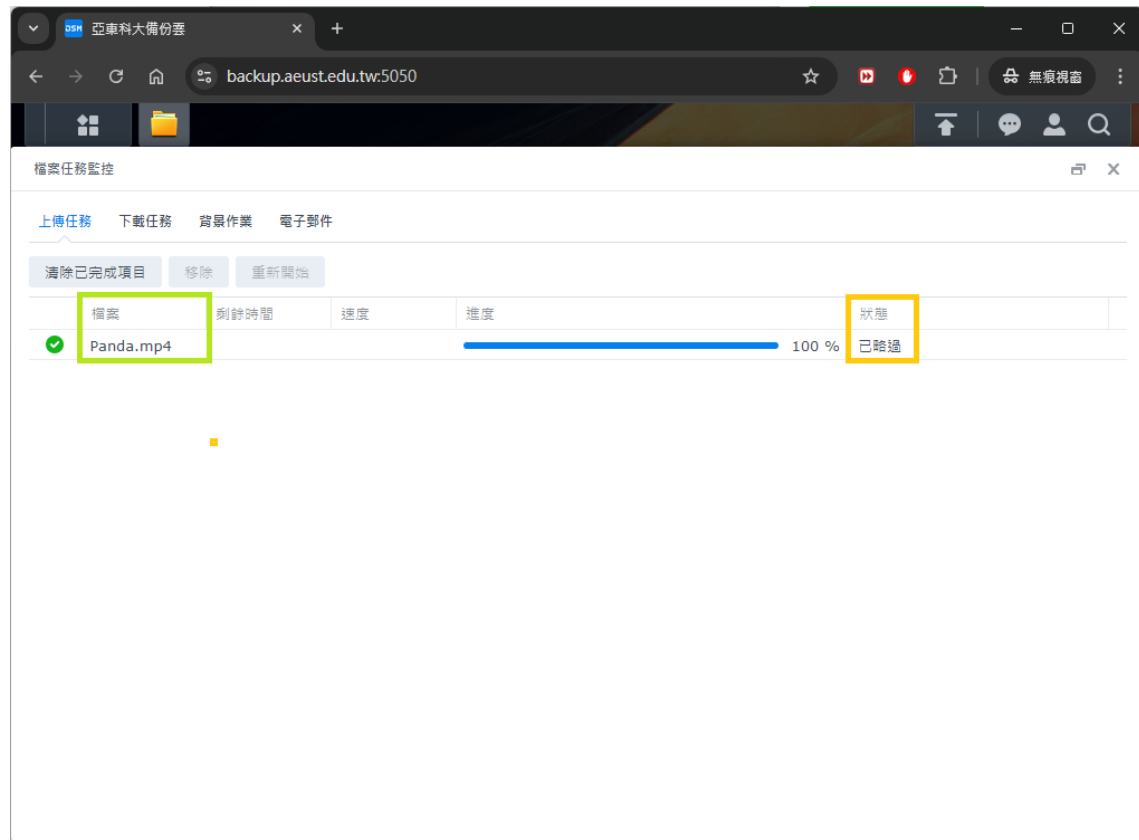 DSM 亞東科大備份雲
backup.aeust.edu.tw:5050 無痕視窗
檔案任務監控
上傳任務 下載任務 背景作業 電子郵件
清除已完成項目 移除 重新開始
檔案 剩餘時間 速度 進度 狀態
Panda.mp4 100 % 已略過